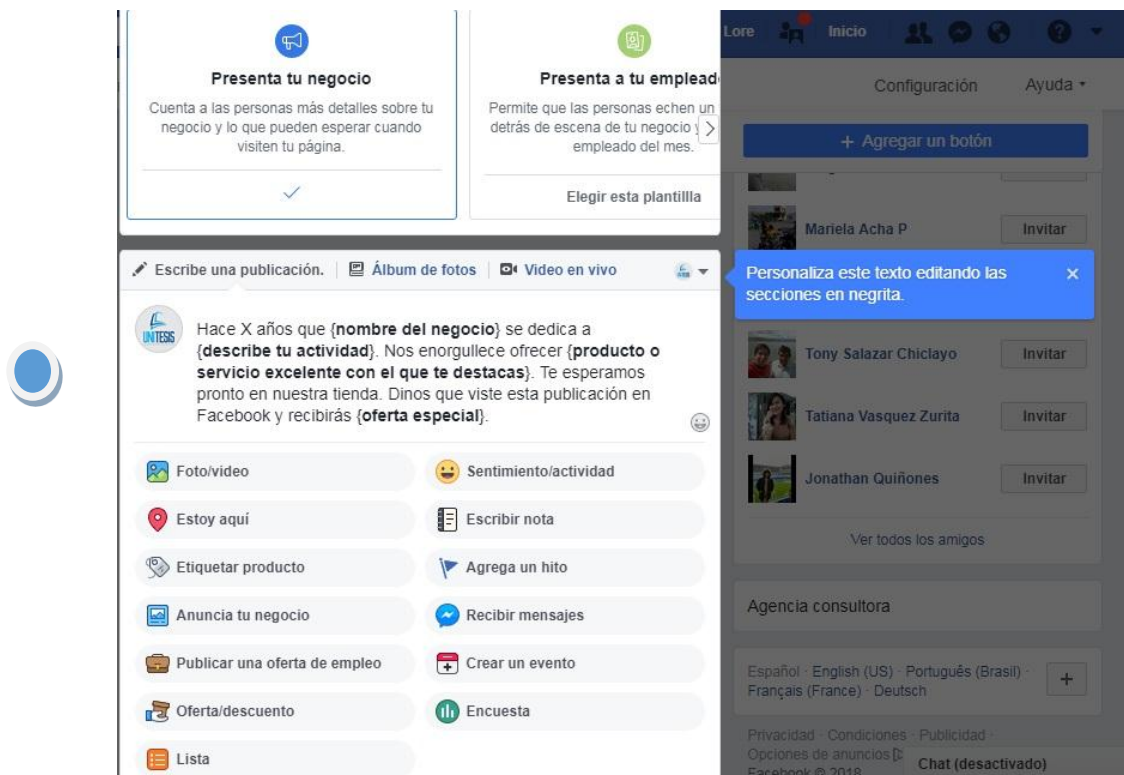 Presenta tu negocio
Cuenta a las personas más detalles sobre tu
negocio y lo que pueden esperar cuando
visiten tu página.
Presenta a tu emplead
Permite que las personas echen un
detrás de escena de tu negocio y
empleado del mes.
Elegir esta plantillla
Lore
Inicio
Configuración
Ayuda
+ Agregar un botón
Mariela Acha P
Invitar
Escribe una publicación.
Álbum de fotos
Video en vivo
Personaliza este texto editando las
secciones en negrita.
UNITESIS
Hace X años que {nombre del negocio} se dedica a
{describe tu actividad}. Nos enorgullece ofrecer {producto o
servicio excelente con el que te destacas}. Te esperamos
pronto en nuestra tienda. Dinos que viste esta publicación en
Facebook y recibirás {oferta especial}.
Tony Salazar Chiclayo
Invitar
Tatiana Vasquez Zurita
Invitar
Jonathan Quiñones
Invitar
Ver todos los amigos
Foto/video
Sentimiento/actividad
Estoy aquí
Escribir nota
Etiquetar producto
Agrega un hito
Anuncia tu negocio
Recibir mensajes
Publicar una oferta de empleo
Crear un evento
Oferta/descuento
Encuesta
Lista
Agencia consultora
Español · English (US) · Português (Brasil) ·
Français (France) · Deutsch
Privacidad · Condiciones · Publicidad ·
Opciones de anuncios
Facebook © 2018
Chat (desactivado)